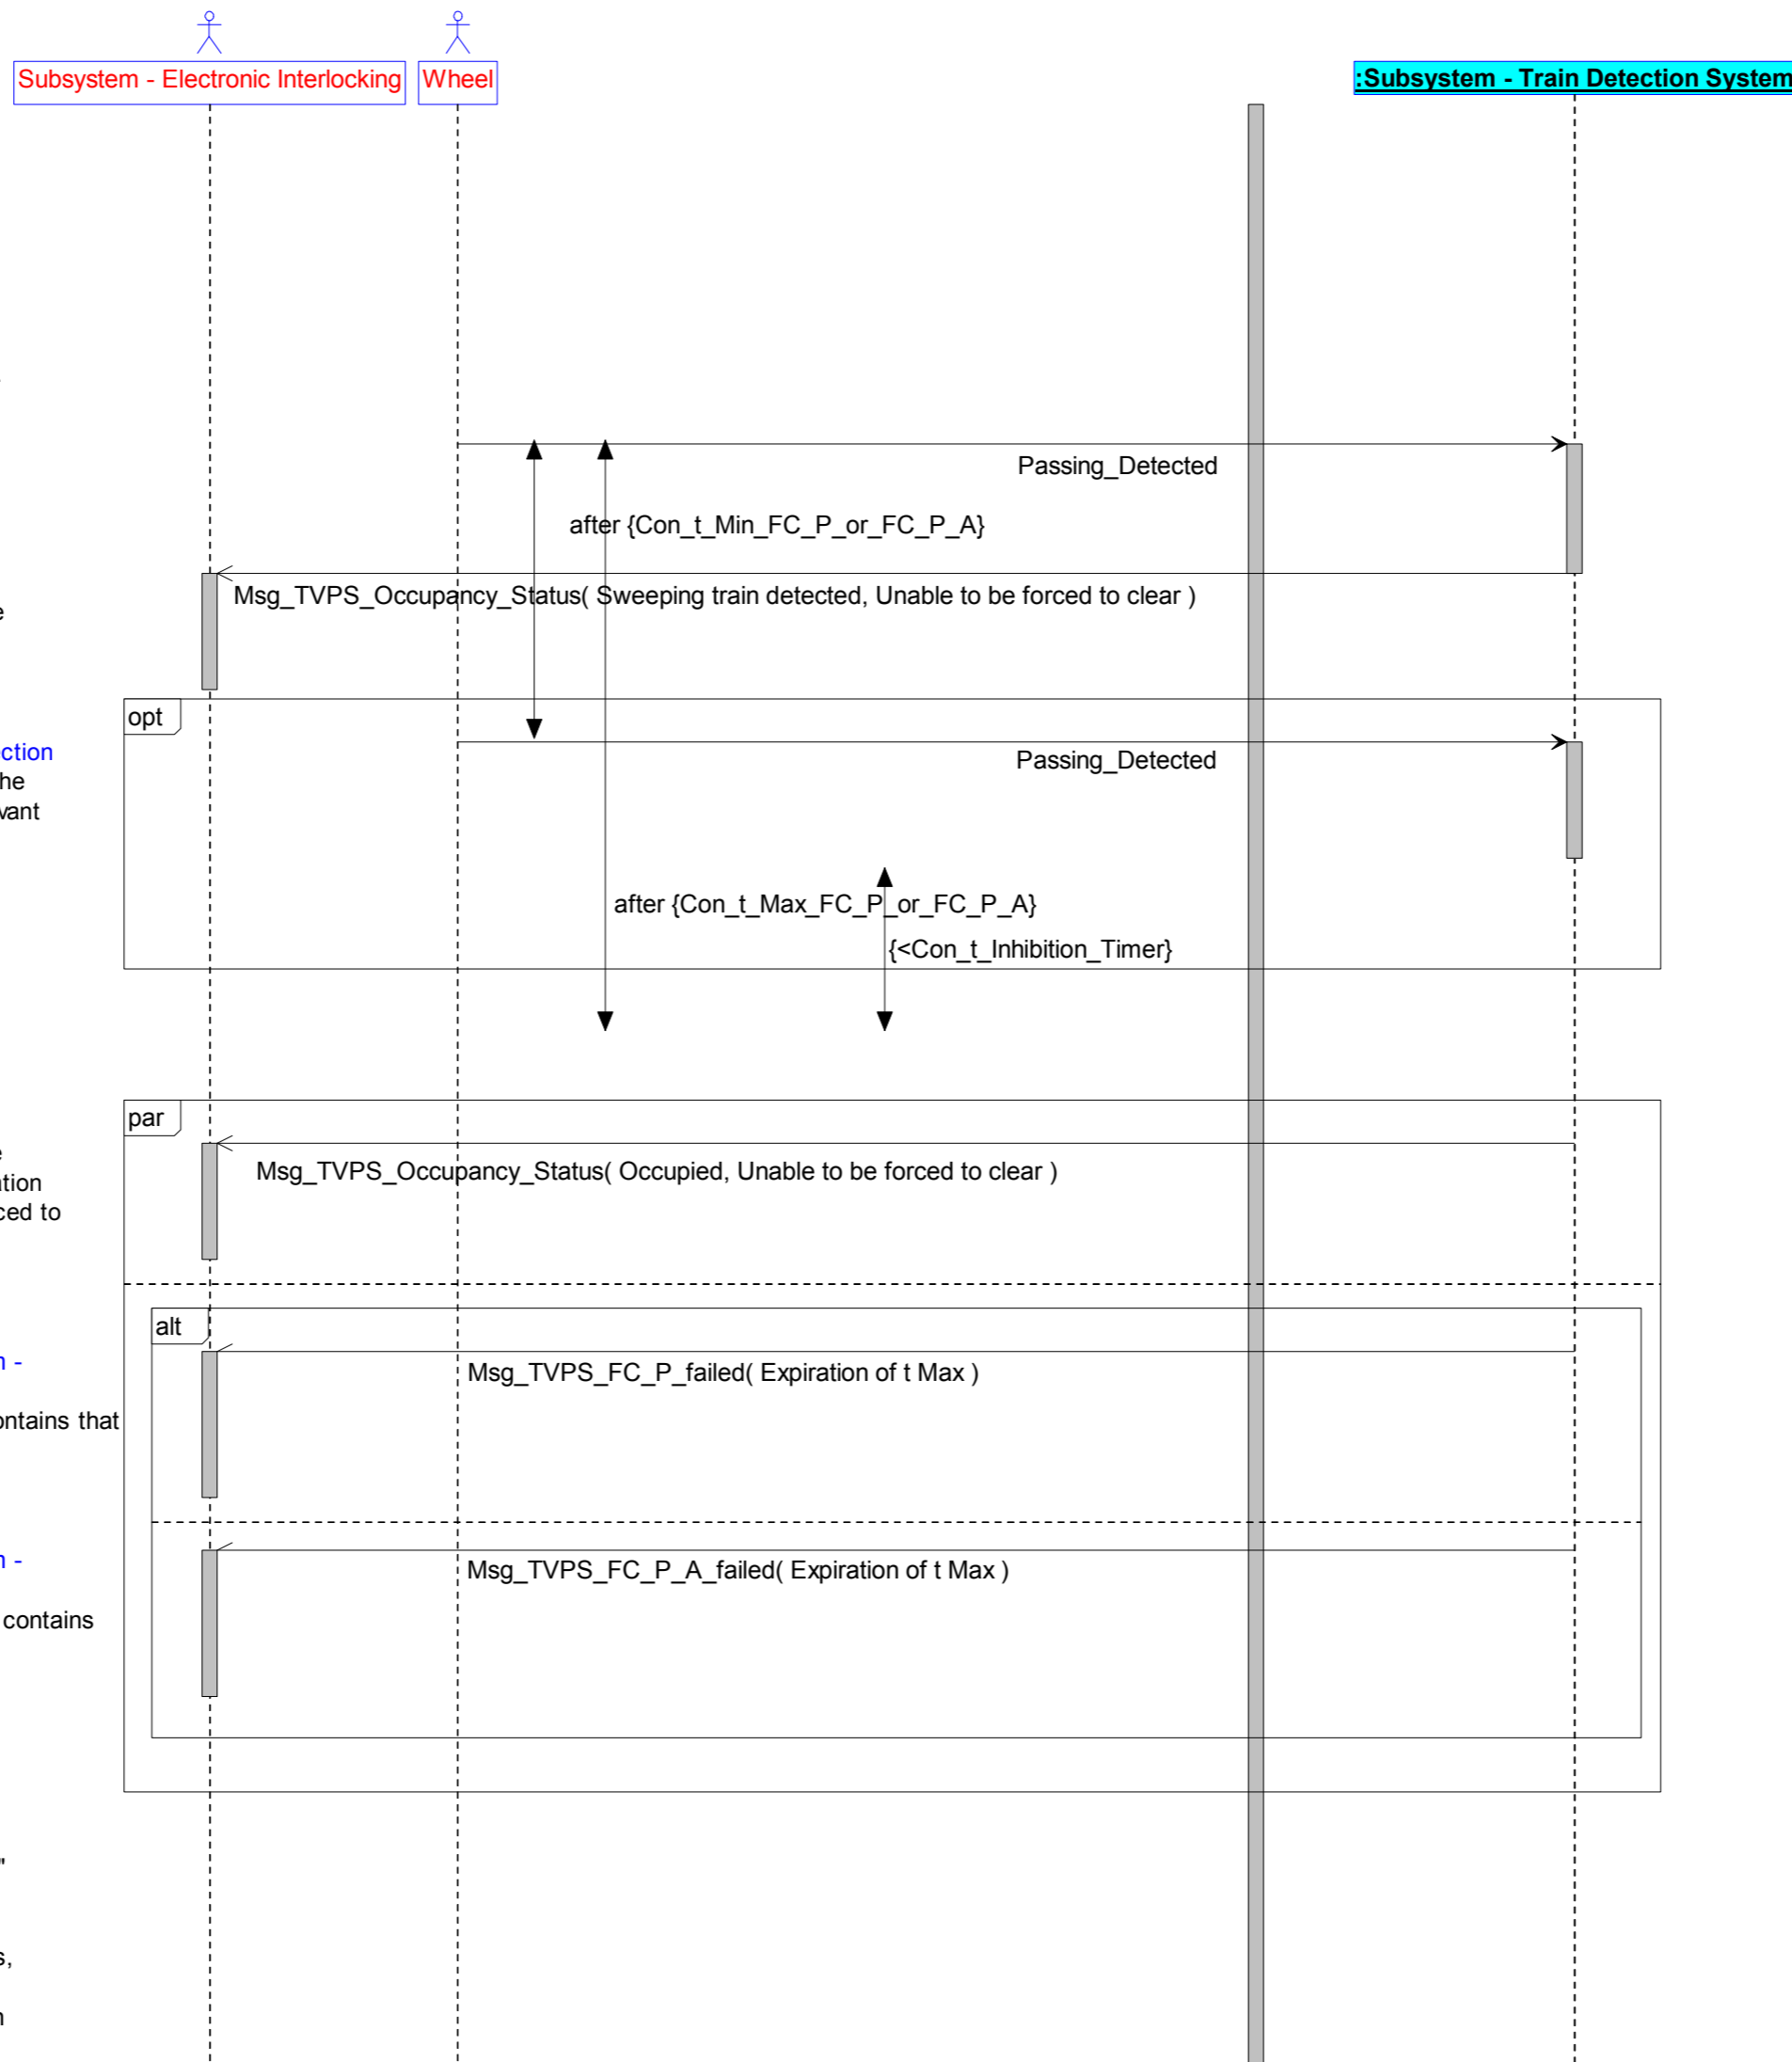 Subsystem - Electronic Interlocking
Wheel
:Subsystem - Train Detection System
Passing_Detected
after {Con_t_Min_FC_P_or_FC_P_A}
Msg_TVPS_Occupancy_Status( Sweeping train detected, Unable to be forced to clear )
e
opt
ection
Passing_Detected
he
vant
after {Con_t_Max_FC_P_or_FC_P_A}
{<Con_t_Inhibition_Timer}
par
e
Msg_TVPS_Occupancy_Status( Occupied, Unable to be forced to clear )
ation
ced to
alt
n -
Msg_TVPS_FC_P_failed( Expiration of t Max )
ontains that
n -
Msg_TVPS_FC_P_A_failed( Expiration of t Max )
contains
"
s,
n